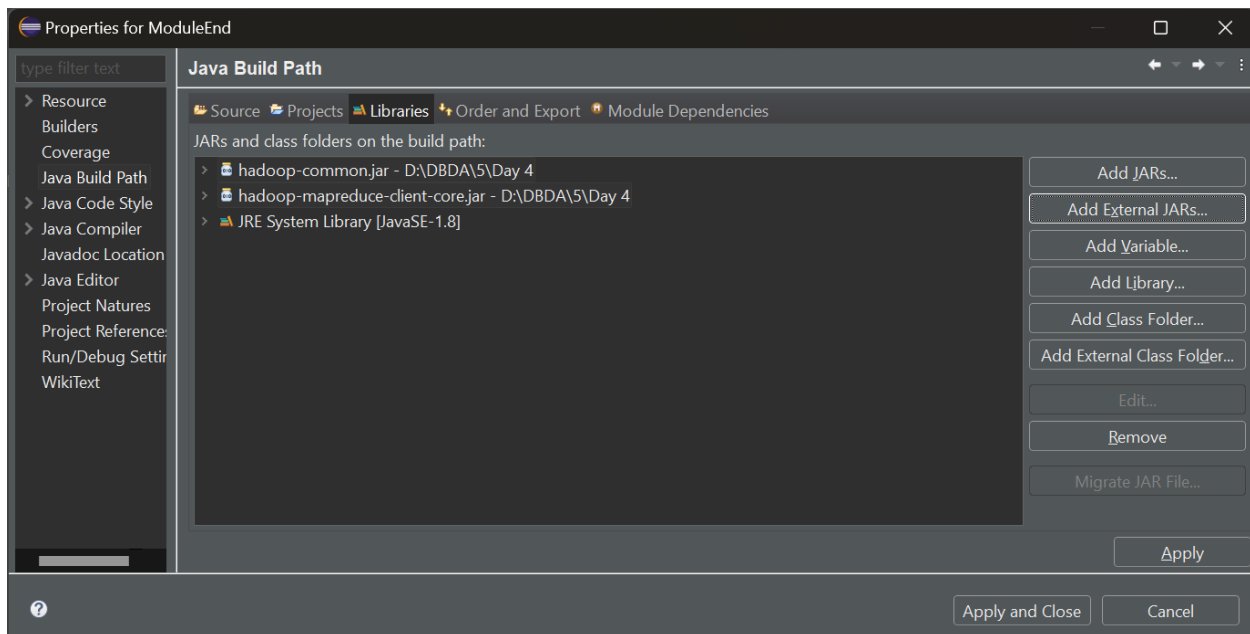 Properties for ModuleEnd
type filter text
Resource
Builders
Coverage
Java Build Path
Java Code Style
Java Compiler
Javadoc Location
Java Editor
Project Natures
Project Reference
Run/Debug Settin
WikiText
Java Build Path
Source Projects Libraries Order and Export Module Dependencies
JARs and class folders on the build path:
hadoop-common.jar - D:\DBDA\5\Day 4
hadoop-mapreduce-client-core.jar - D:\DBDA\5\Day 4
JRE System Library [JavaSE-1.8]
Add JARs...
Add External JARs...
Add Variable...
Add Library...
Add Class Folder...
Add External Class Folder...
Edit...
Remove
Migrate JAR File...
Apply
Apply and Close Cancel